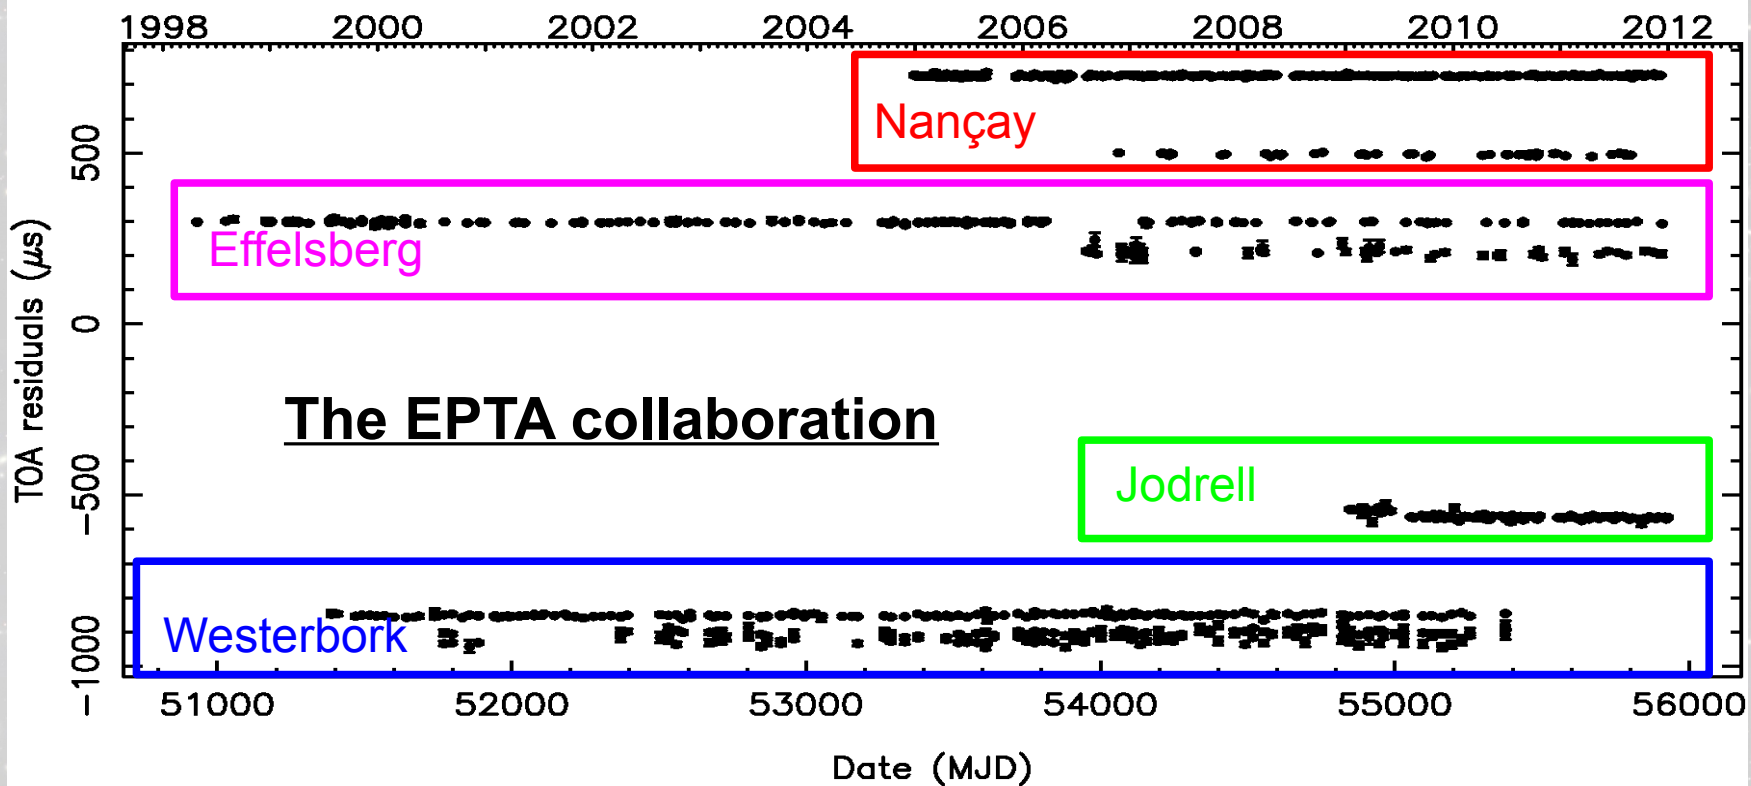 1998 2000 2002 2004 2006 2008 2010 2012
Nançay
500
Effelsberg
0
TOA residuals (μs)
The EPTA collaboration
Jodrell
−500
Westerbork
−1000
51000 52000 53000 54000 55000 56000
Date (MJD)